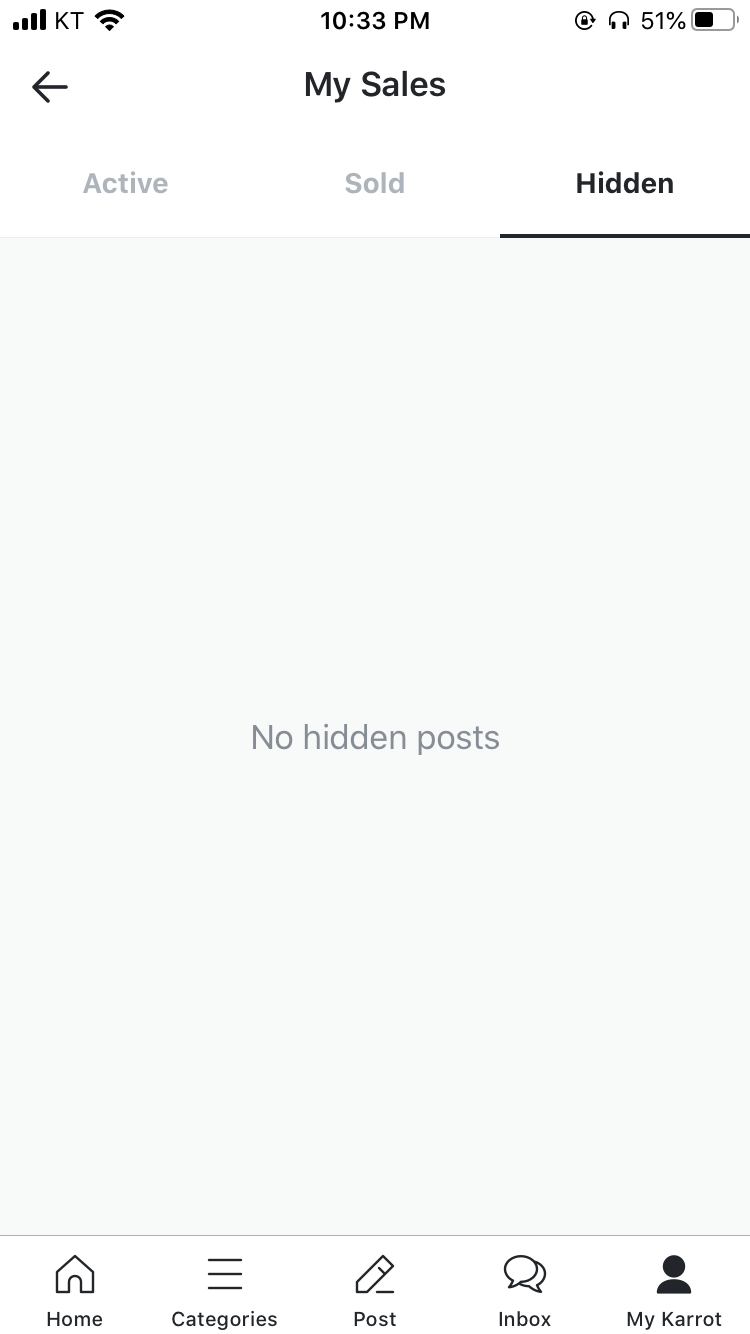 KT 10:33 PM 51%
My Sales
Active Sold Hidden
No hidden posts
Home Categories Post Inbox My Karrot